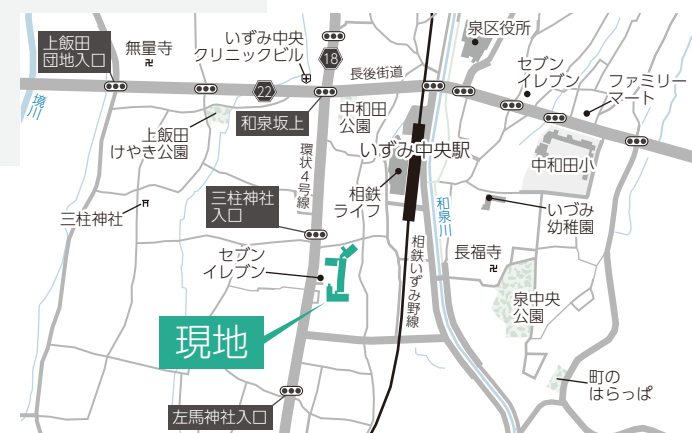 泉区役所
いずみ中央
クリニックビル
18
上飯田
団地入口
無量寺
長後街道
セブン
イレブン
ファミリー
マート
境川
22
和泉坂上
中和田
公園
上飯田
けやき公園
いずみ中央駅
中和田小
環状4号線
三柱神社
三柱神社
入口
相鉄
ライフ
和泉川
いづみ
幼稚園
セブン
イレブン
相鉄いずみ野線
長福寺
泉中央
公園
現地
町の
はらっぱ
左馬神社入口